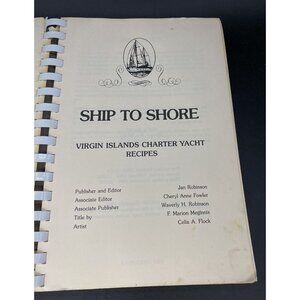 SHIP TO SHORE
VIRGIN ISLANDS CHARTER YACHT
RECIPES
Publisher and Editor Jan Robinson
Associate Editor Cheryl Anne Fowler
Associate Publisher Waverly H. Robinson
Title by F. Marion Meginnis
Artist Celia A. Flock